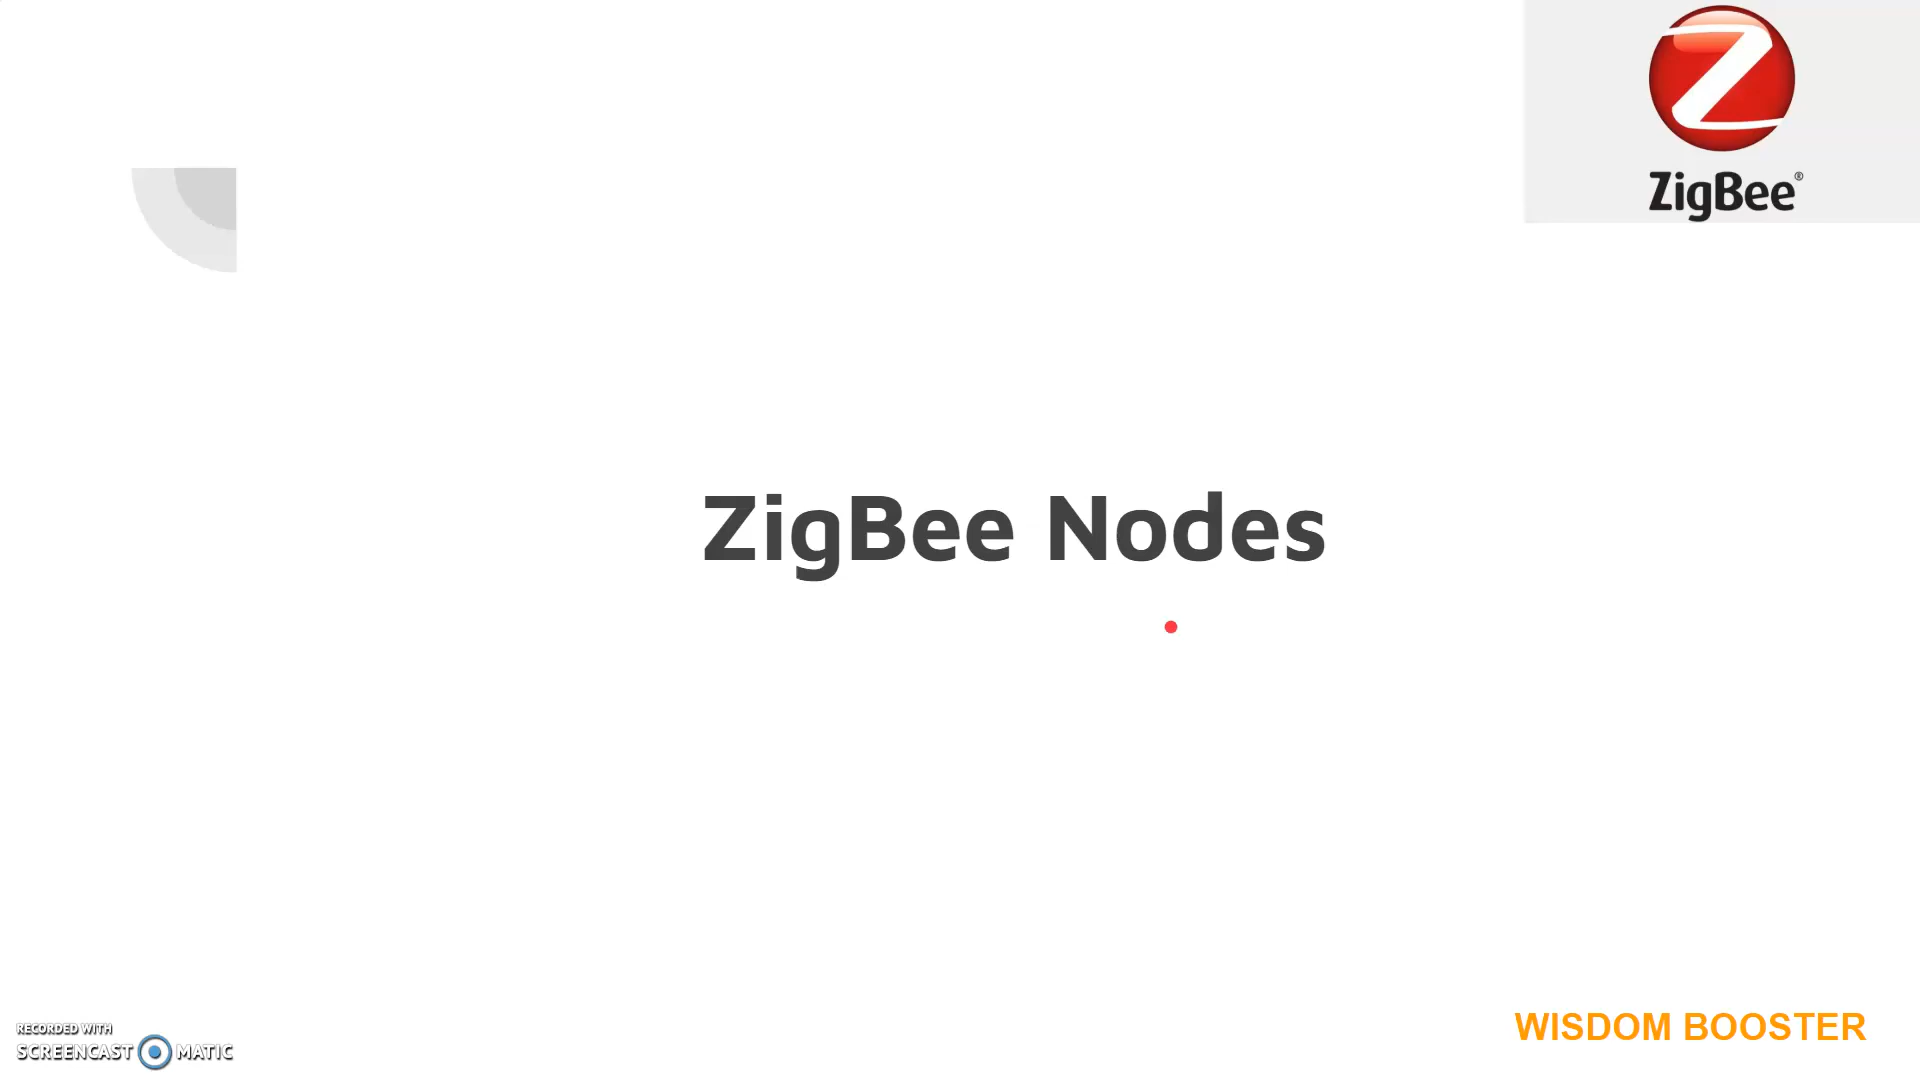 ZigBee®
ZigBee Nodes
RECORDED WITH
SCREENCAST MATIC
WISDOM BOOSTER